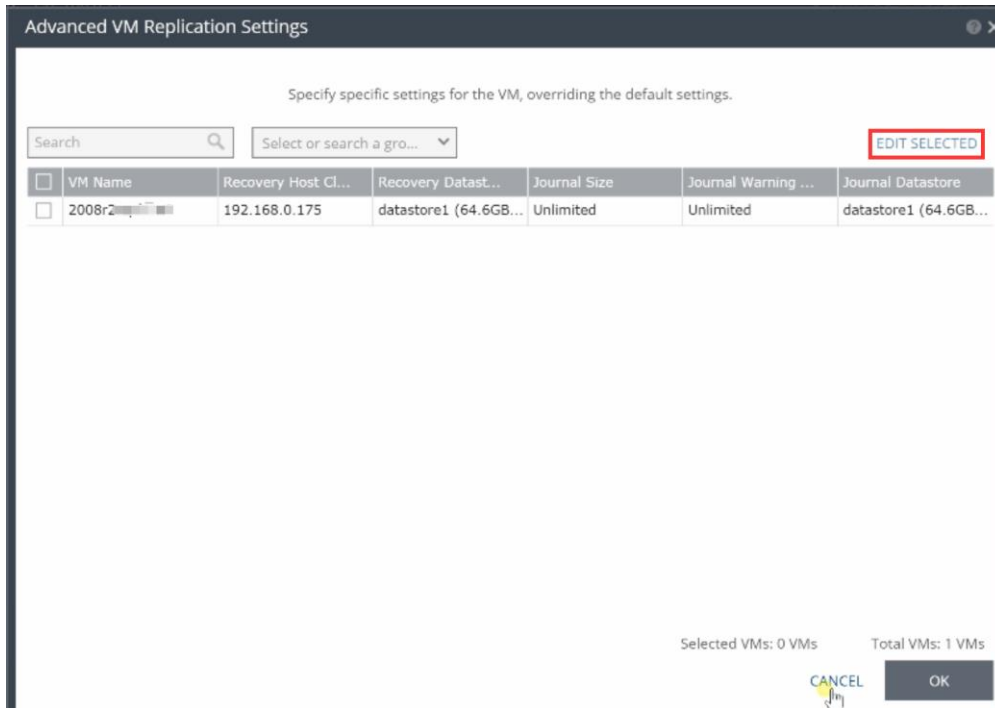 Advanced VM Replication Settings
Specify specific settings for the VM, overriding the default settings.
Search
Select or search a gro...
EDIT SELECTED
VM Name Recovery Host Cl... Recovery Datast... Journal Size Journal Warning ... Journal Datastore
2008r2 192.168.0.175 datastore1 (64.6GB... Unlimited Unlimited datastore1 (64.6GB...
Selected VMs: 0 VMs Total VMs: 1 VMs
CANCEL OK